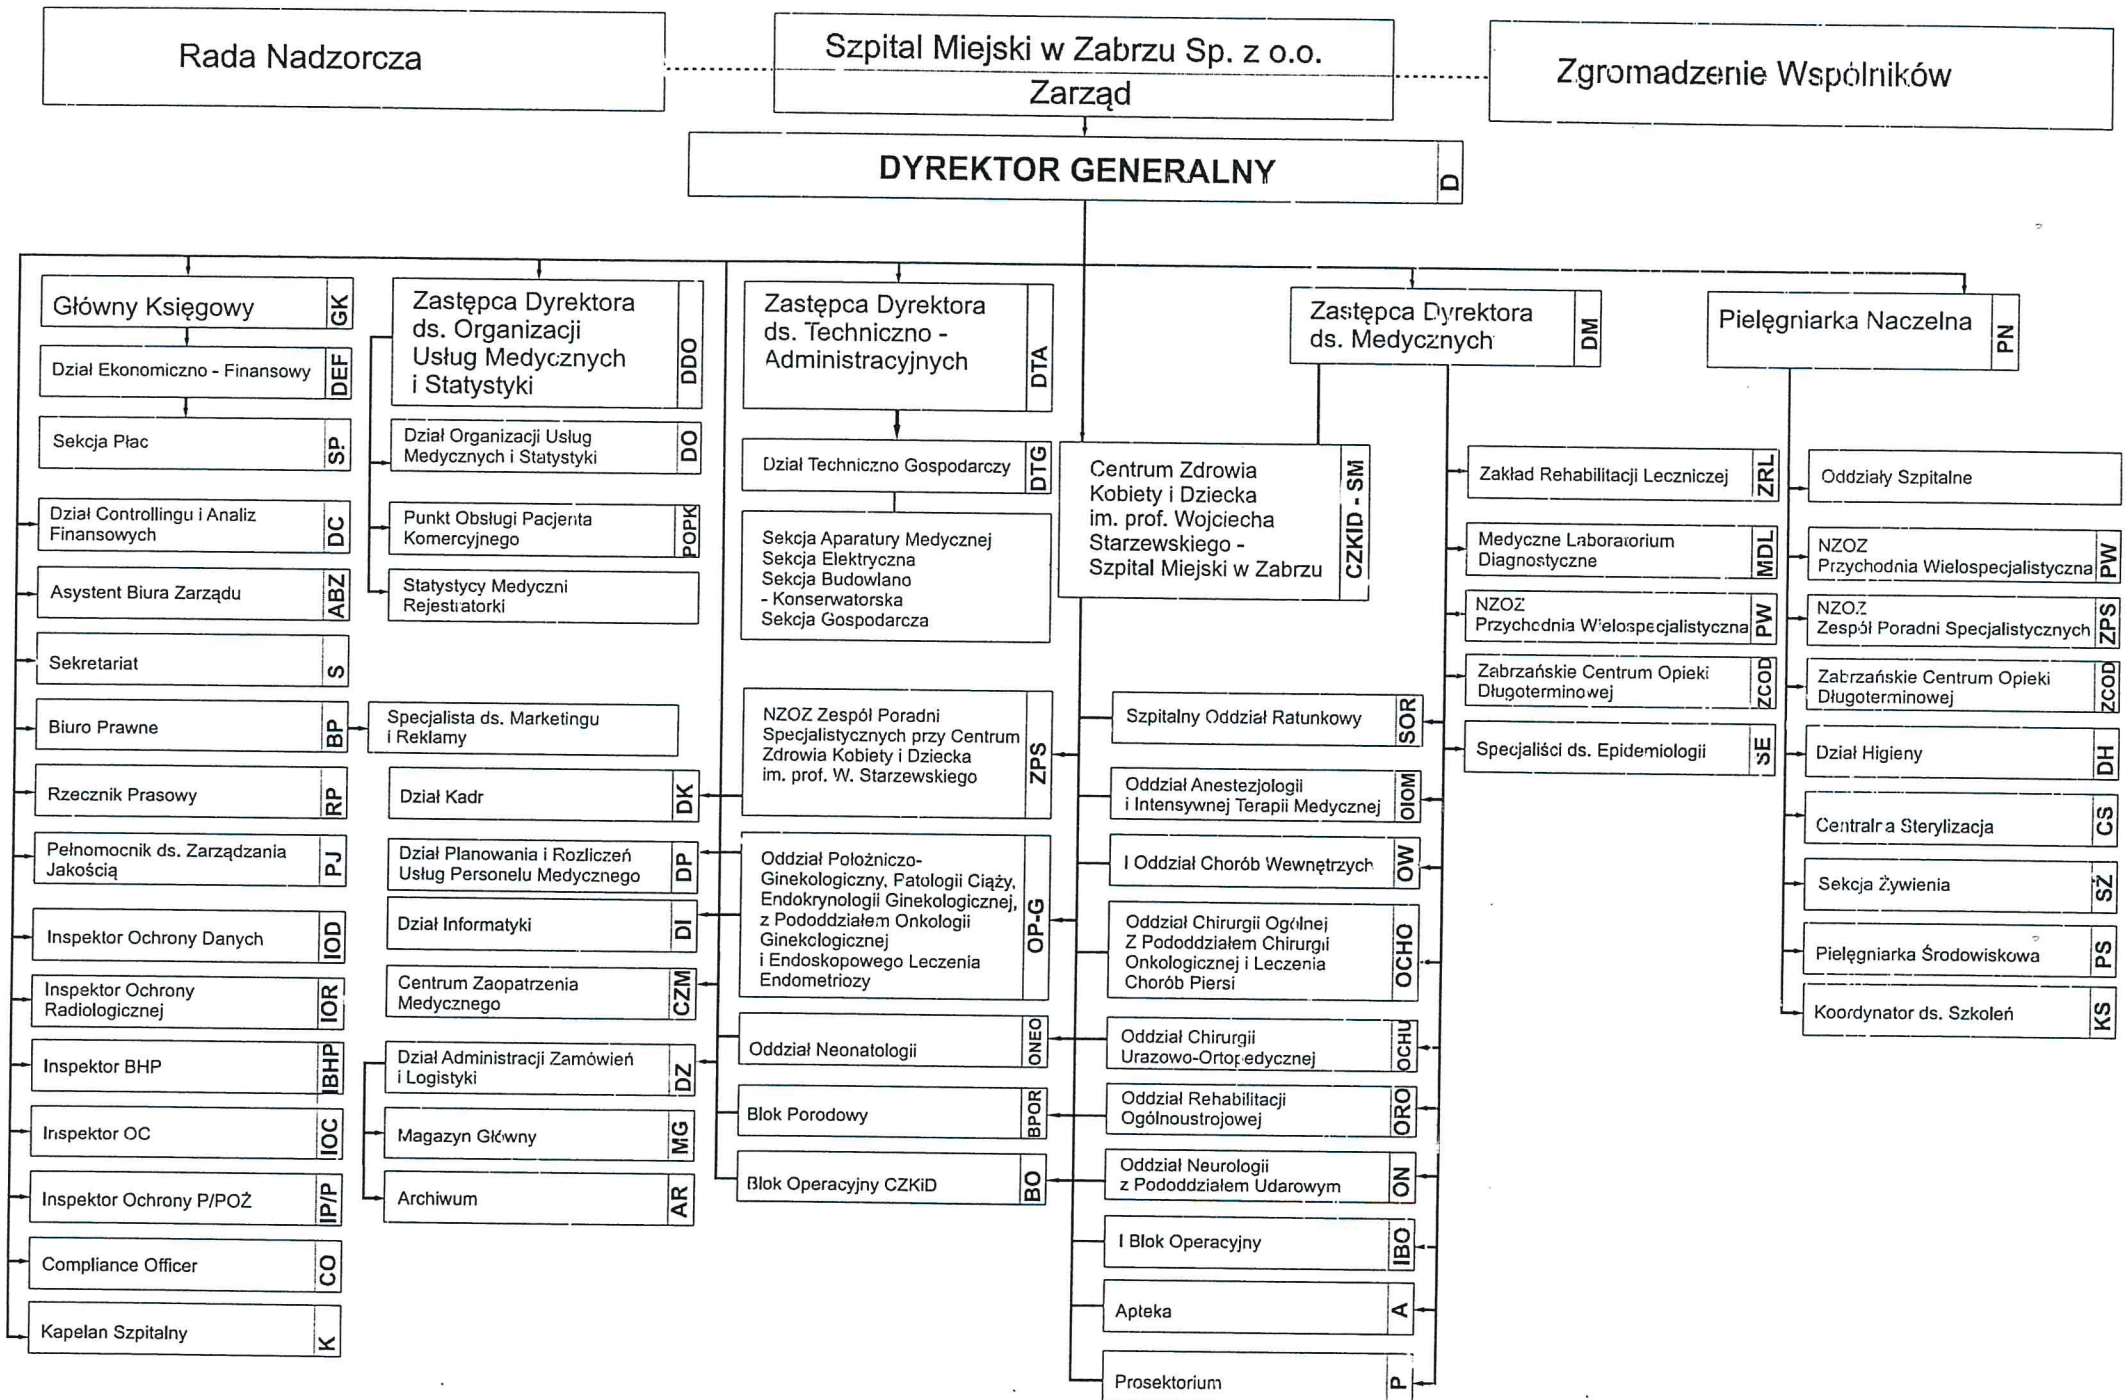 Rada Nadzorcza
Szpital Miejski w Zabrzu Sp. z o.o.
Zarząd
Zgromadzenie Wspólników
DYREKTOR GENERALNY
D
Główny Księgowy
GK
Dział Ekonomiczno - Finansowy
DEF
Sekcja Płac
SP
Dział Controllingu i Analiz
Finansowych
DC
Asystent Biura Zarządu
ABZ
Sekretariat
S
Biuro Prawne
BP
Specjalista ds. Marketingu
i Reklamy
Rzecznik Prasowy
RP
Pełnomocnik ds. Zarządzania
Jakością
PJ
Inspektor Ochrony Danych
IOD
Inspektor Ochrony
Radiologicznej
IOR
Inspektor BHP
IBHP
Inspektor OC
IOC
Inspektor Ochrony P/POŻ
IP/P
Compliance Officer
CO
Kapelan Szpitalny
K
Zastępca Dyrektora
ds. Organizacji
Usług Medycznych
i Statystyki
DDO
Dział Organizacji Usług
Medycznych i Statystyki
DO
Punkt Obsługi Pacjenta
Komercyjnego
POPK
Statystycy Medyczni
Rejestratorki
Dział Kadr
DK
Dział Planowania i Rozliczeń
Usług Personelu Medycznego
DP
Dział Informatyki
DI
Centrum Zaopatrzenia
Medycznego
CZM
Dział Administracji Zamówień
i Logistyki
DZ
Magazyn Główny
MG
Archiwum
AR
Zastępca Dyrektora
ds. Techniczno -
Administracyjnych
DTA
Dział Techniczno Gospodarczy
DTG
Sekcja Aparatury Medycznej
Sekcja Elektryczna
Sekcja Budowlano
- Konserwatorska
Sekcja Gospodarcza
NZOZ Zespół Poradni
Specjalistycznych przy Centrum
Zdrowia Kobiety i Dziecka
im. prof. W. Starzewskiego
ZPS
Oddział Położniczo-
Ginekologiczny, Patologii Ciąży,
Endokrynologii Ginekologicznej,
z Pododdziałem Onkologii
Ginekologicznej
i Endoskopowego Leczenia
Endometriozy
OP-G
Oddział Neonatologii
ONEO
Blok Porodowy
BPOR
Blok Operacyjny CZKiD
BO
Centrum Zdrowia
Kobiety i Dziecka
im. prof. Wojciecha
Starzewskiego -
Szpital Miejski w Zabrzu
CZKID - SM
Szpitalny Oddział Ratunkowy
SOR
Oddział Anestezjologii
i Intensywnej Terapii Medycznej
OIOM
I Oddział Chorób Wewnętrzych
OW
Oddział Chirurgii Ogólnej
Z Pododdziałem Chirurgii
Onkologicznej i Leczenia
Chorób Piersi
OCHO
Oddział Chirurgii
Urazowo-Ortopedycznej
OCHU
Oddział Rehabilitacji
Ogólnoustrojowej
ORO
Oddział Neurologii
z Pododdziałem Udarowym
ON
I Blok Operacyjny
IBO
Apteka
A
Prosektorium
P
Zastępca Dyrektora
ds. Medycznych
DM
Zakład Rehabilitacji Leczniczej
ZRL
Medyczne Laboratorium
Diagnostyczne
MDL
NZOZ
Przychodnia Wielospecjalistyczna
PW
Zabrzańskie Centrum Opieki
Długoterminowej
ZCOD
Specjaliści ds. Epidemiologii
SE
Pielęgniarka Naczelna
PN
Oddziały Szpitalne
NZOZ
Przychodnia Wielospecjalistyczna
PW
NZOZ
Zespół Poradni Specjalistycznych
ZPS
Zabrzańskie Centrum Opieki
Długoterminowej
ZCOD
Dział Higieny
DH
Centralna Sterylizacja
CS
Sekcja Żywienia
SŻ
Pielęgniarka Środowiskowa
PS
Koordynator ds. Szkoleń
KS